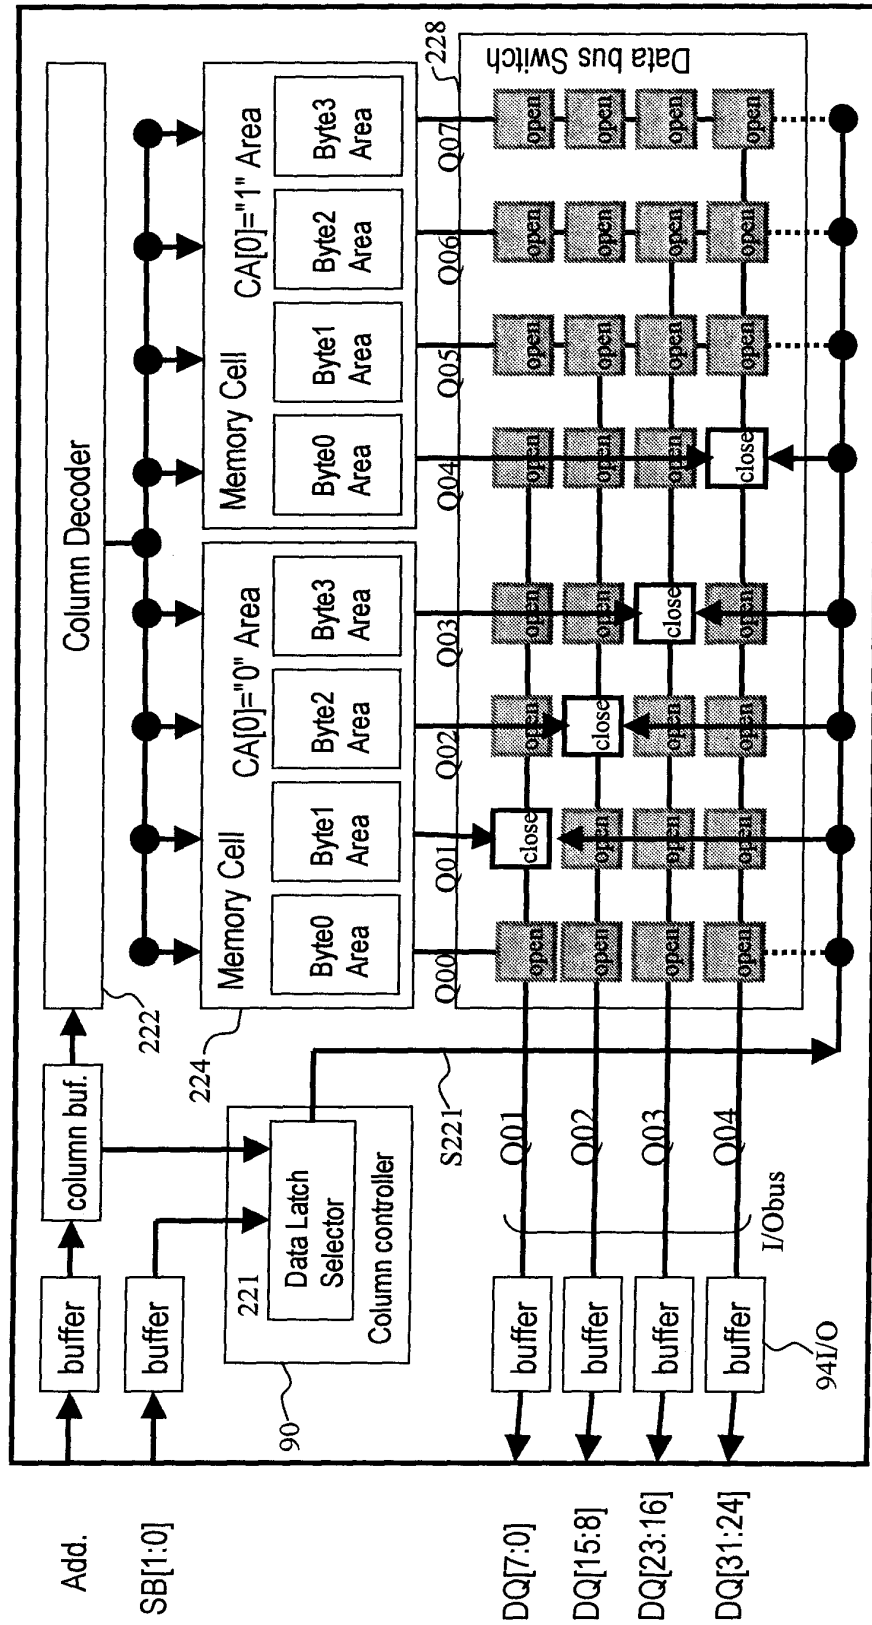 Add.
SB[1:0]
DQ[7:0]
DQ[15:8]
DQ[23:16]
DQ[31:24]
buffer
buffer
column buf.
222
Column Decoder
90
221
Data Latch
Selector
Column controller
224
Memory Cell
CA[0]="0" Area
Byte0
Area
Byte1
Area
Byte2
Area
Byte3
Area
Memory Cell
CA[0]="1" Area
Byte0
Area
Byte1
Area
Byte2
Area
Byte3
Area
S221
Q00
Q01
Q02
Q03
Q04
Q05
Q06
Q07
228
Data bus Switch
buffer
Q01
open
close
open
open
open
open
open
open
buffer
Q02
open
open
close
open
open
open
open
open
buffer
Q03
open
open
open
close
open
open
open
open
buffer
Q04
open
open
open
open
close
open
open
open
I/Obus
94I/O